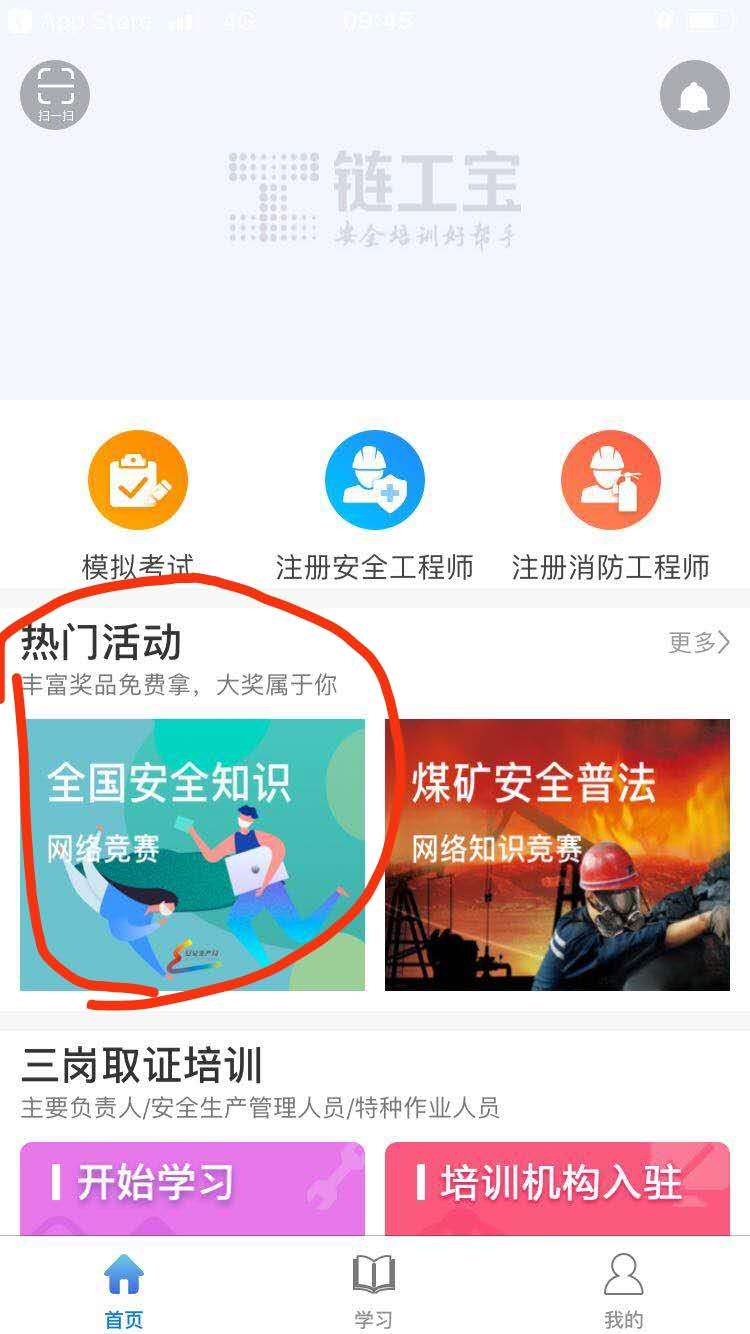 App Store 4G 09:45
扫一扫
链工宝
安全培训好帮手
模拟考试 注册安全工程师 注册消防工程师
热门活动 更多
丰富奖品免费拿，大奖属于你
全国安全知识
网络竞赛
煤矿安全普法
网络知识竞赛
三岗取证培训
主要负责人/安全生产管理人员/特种作业人员
开始学习 培训机构入驻
首页 学习 我的